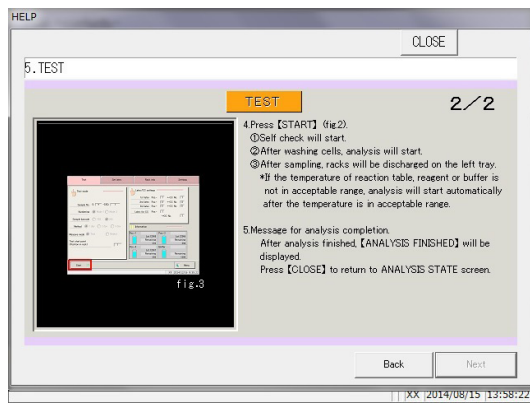 HELP
CLOSE
5.TEST
TEST
2/2
4.Press【START】(fig.2).
①Self check will start.
②After washing cells, analysis will start.
③After sampling, racks will be discharged on the left tray.
*If the temperature of reaction table, reagent or buffer is
not in acceptable range, analysis will start automatically
after the temperature is in acceptable range.
5.Message for analysis completion.
After analysis finished,【ANALYSIS FINISHED】will be
displayed.
Press【CLOSE】to return to ANALYSIS STATE screen.
fig.3
Back
Next
XX 2014/08/15 13:58:22